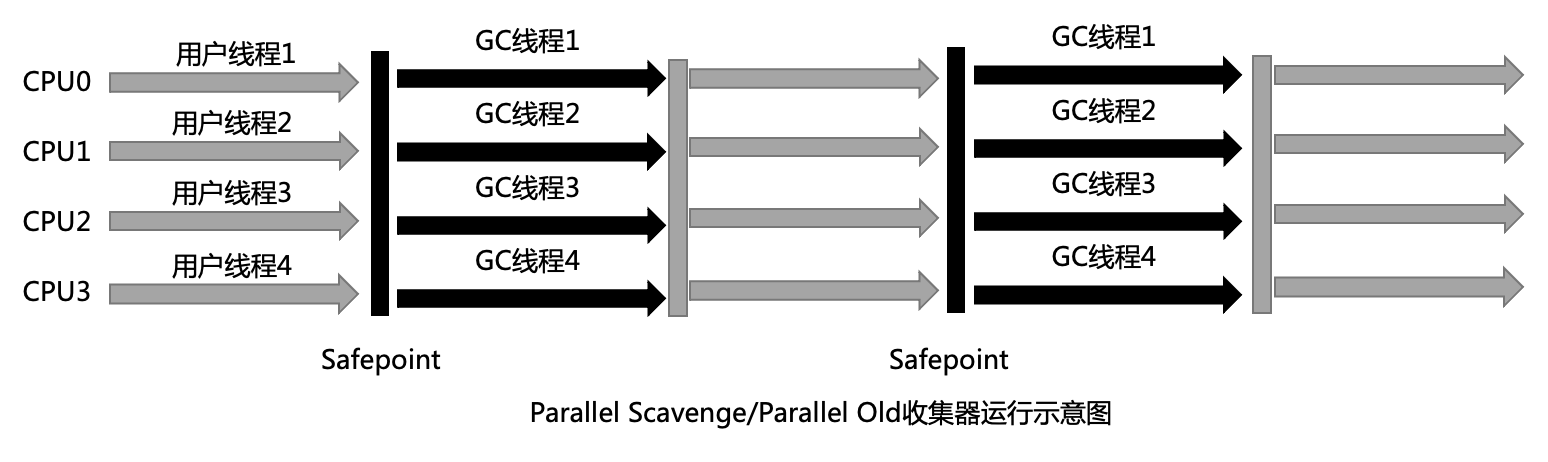 用户线程1
GC线程1
GC线程1
CPU0
用户线程2
GC线程2
GC线程2
CPU1
用户线程3
GC线程3
GC线程3
CPU2
用户线程4
GC线程4
GC线程4
CPU3
Safepoint
Safepoint
Parallel Scavenge/Parallel Old收集器运行示意图